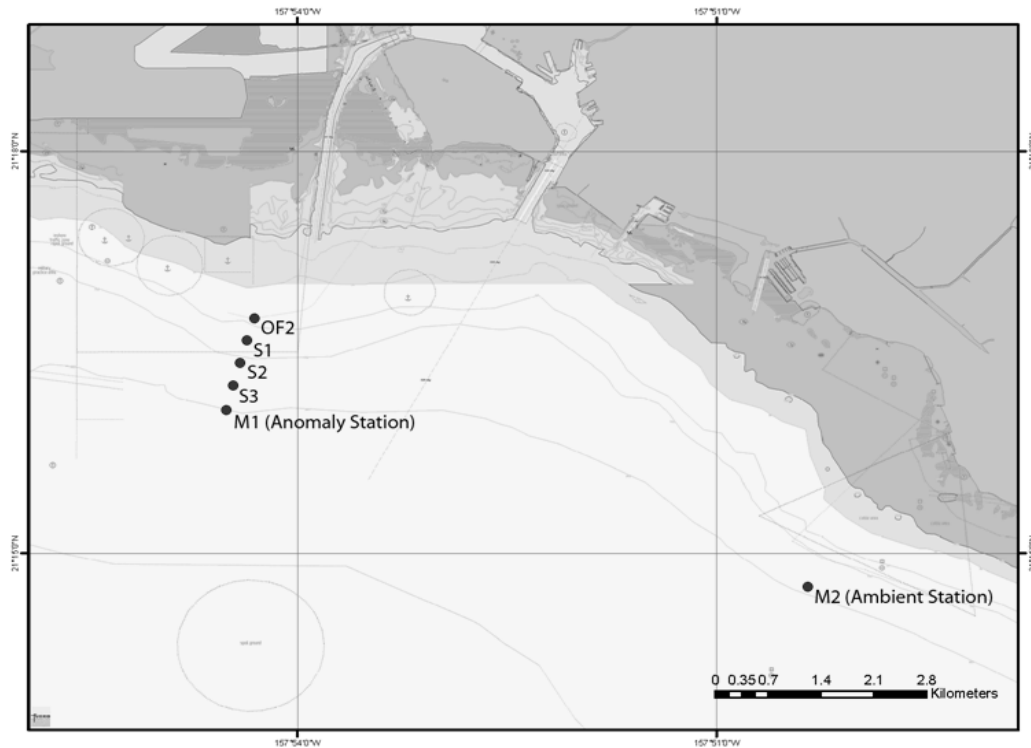 157°54'0"W 157°51'0"W
21°18'0"N
OF2
S1
S2
S3
M1 (Anomaly Station)
21°15'0"N
M2 (Ambient Station)
0 0.35 0.7 1.4 2.1 2.8
Kilometers
157°54'0"W 157°51'0"W